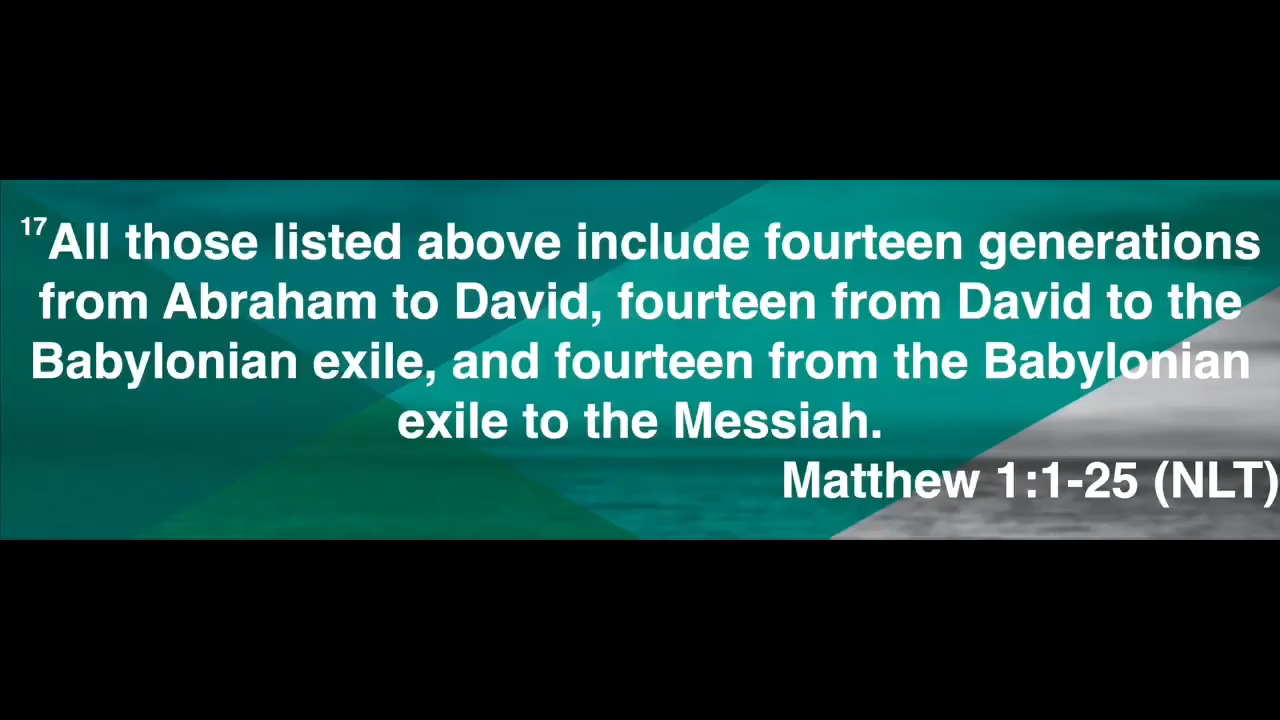 17All those listed above include fourteen generations
from Abraham to David, fourteen from David to the
Babylonian exile, and fourteen from the Babylonian
exile to the Messiah.
Matthew 1:1-25 (NLT)